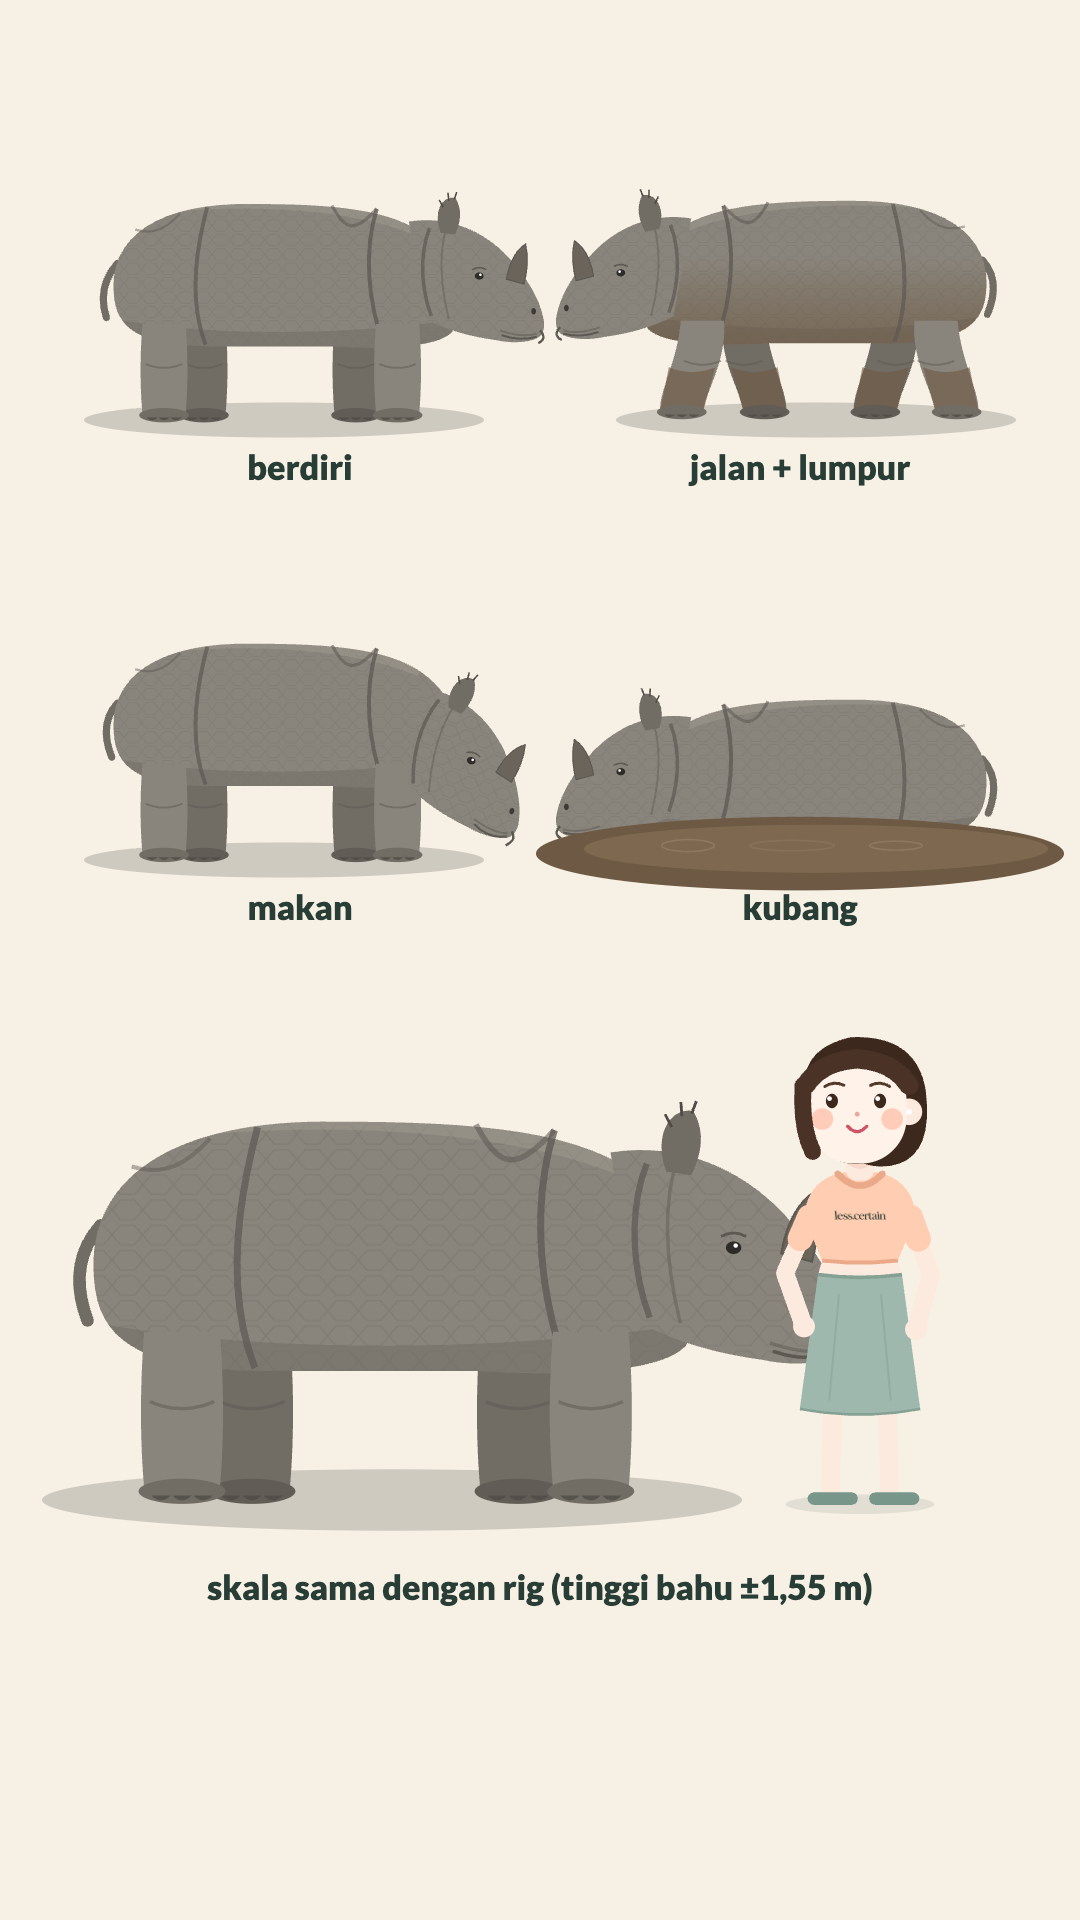 berdiri
jalan + lumpur
makan
kubang
less.certain
skala sama dengan rig (tinggi bahu ±1,55 m)